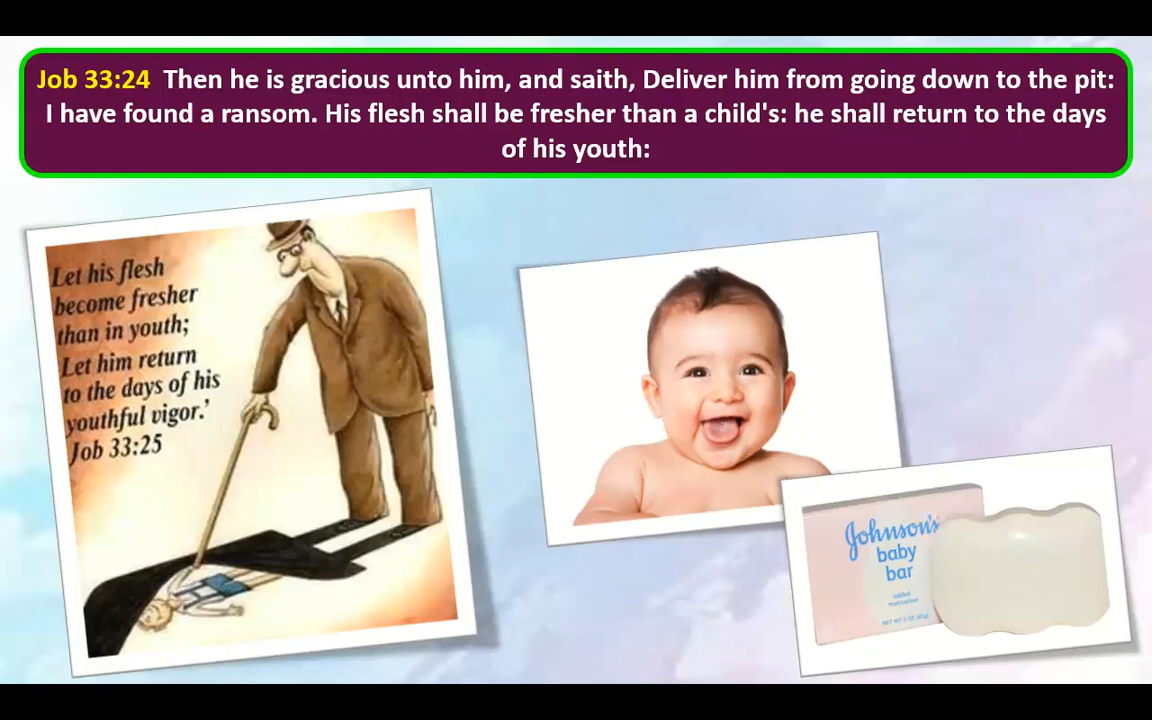 Job 33:24 Then he is gracious unto him, and saith, Deliver him from going down to the pit:
I have found a ransom. His flesh shall be fresher than a child's: he shall return to the days
of his youth:
Let his flesh
become fresher
than in youth;
Let him return
to the days of his
youthful vigor.'
Job 33:25
Johnson's
baby
bar
added
moisturizer